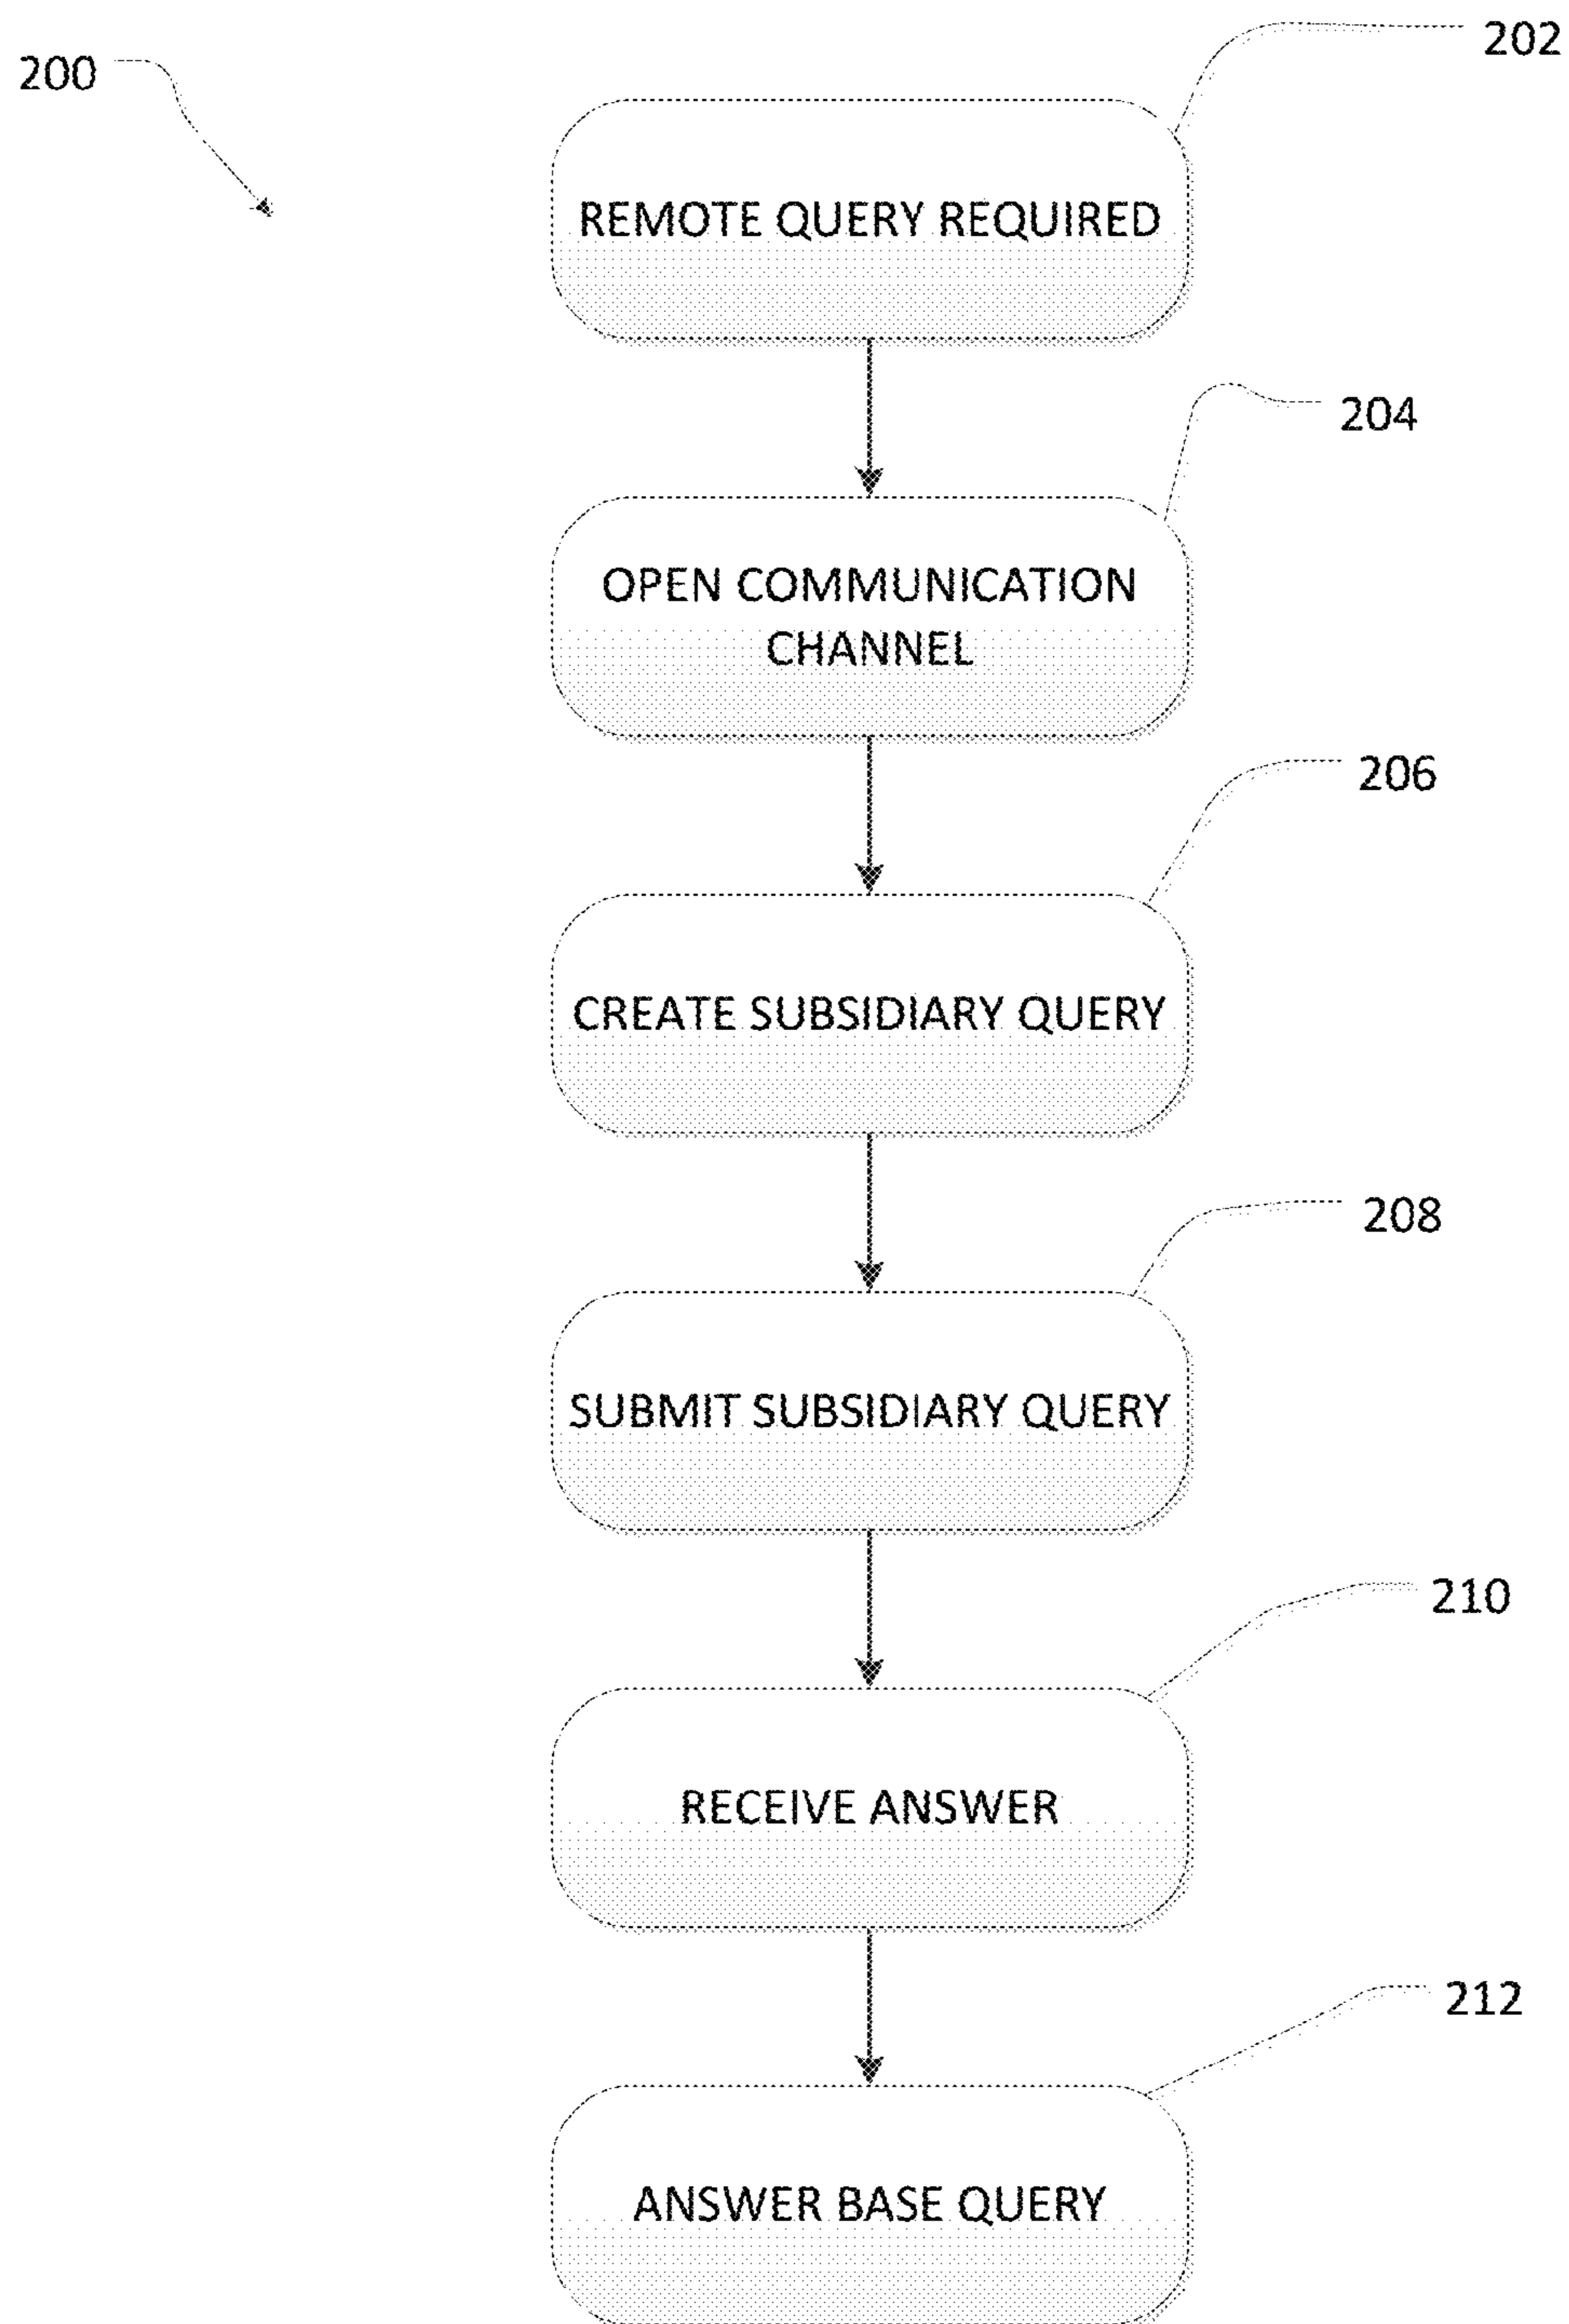 202
200
REMOTE QUERY REQUIRED
204
OPEN COMMUNICATION
CHANNEL
206
CREATE SUBSIDIARY QUERY
208
SUBMIT SUBSIDIARY QUERY
210
RECEIVE ANSWER
212
ANSWER BASE QUERY